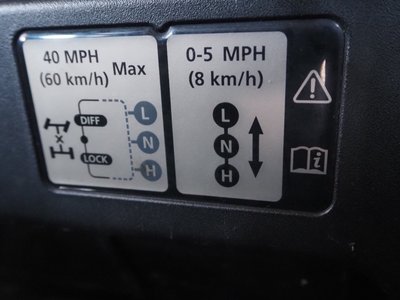 40 MPH
(60 km/h) Max
DIFF
LOCK
L
N
H
0-5 MPH
(8 km/h)
L
N
H